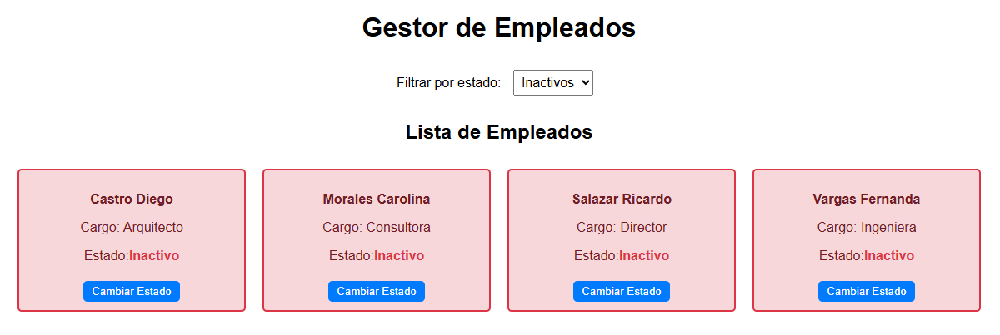 Gestor de Empleados
Filtrar por estado: Inactivos
Lista de Empleados
Castro Diego
Cargo: Arquitecto
Estado:Inactivo
Cambiar Estado
Morales Carolina
Cargo: Consultora
Estado:Inactivo
Cambiar Estado
Salazar Ricardo
Cargo: Director
Estado:Inactivo
Cambiar Estado
Vargas Fernanda
Cargo: Ingeniera
Estado:Inactivo
Cambiar Estado